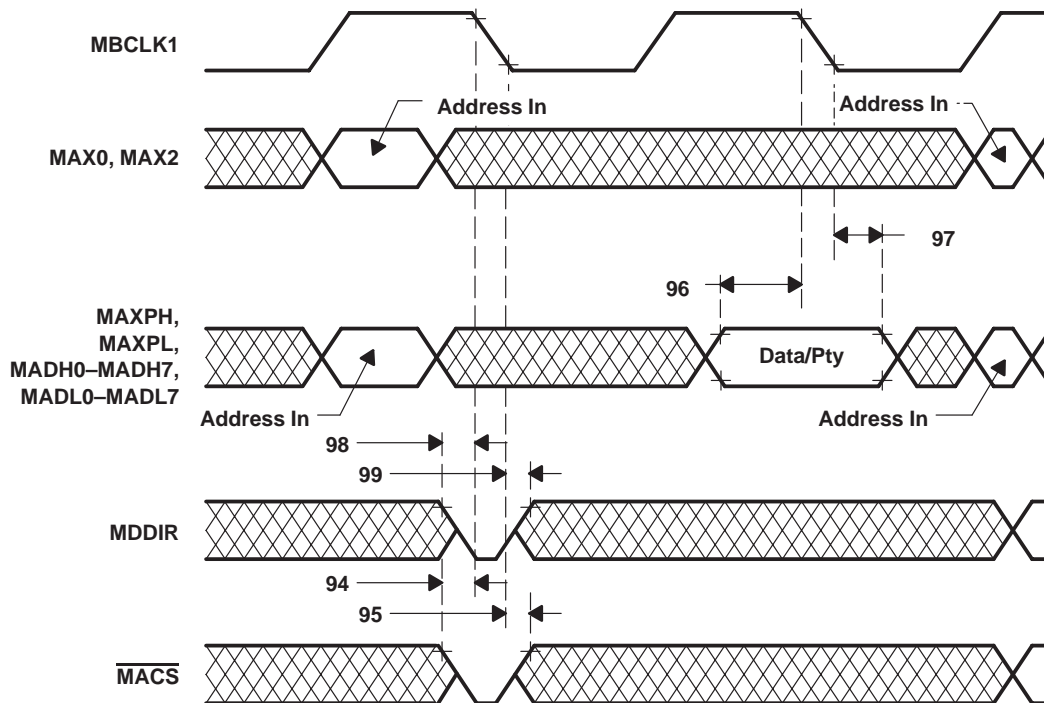 MBCLK1
Address In
Address In
MAX0, MAX2
97
96
MAXPH,
MAXPL,
MADH0–MADH7,
MADL0–MADL7
Data/Pty
Address In
Address In
98
99
MDDIR
94
95
MACS